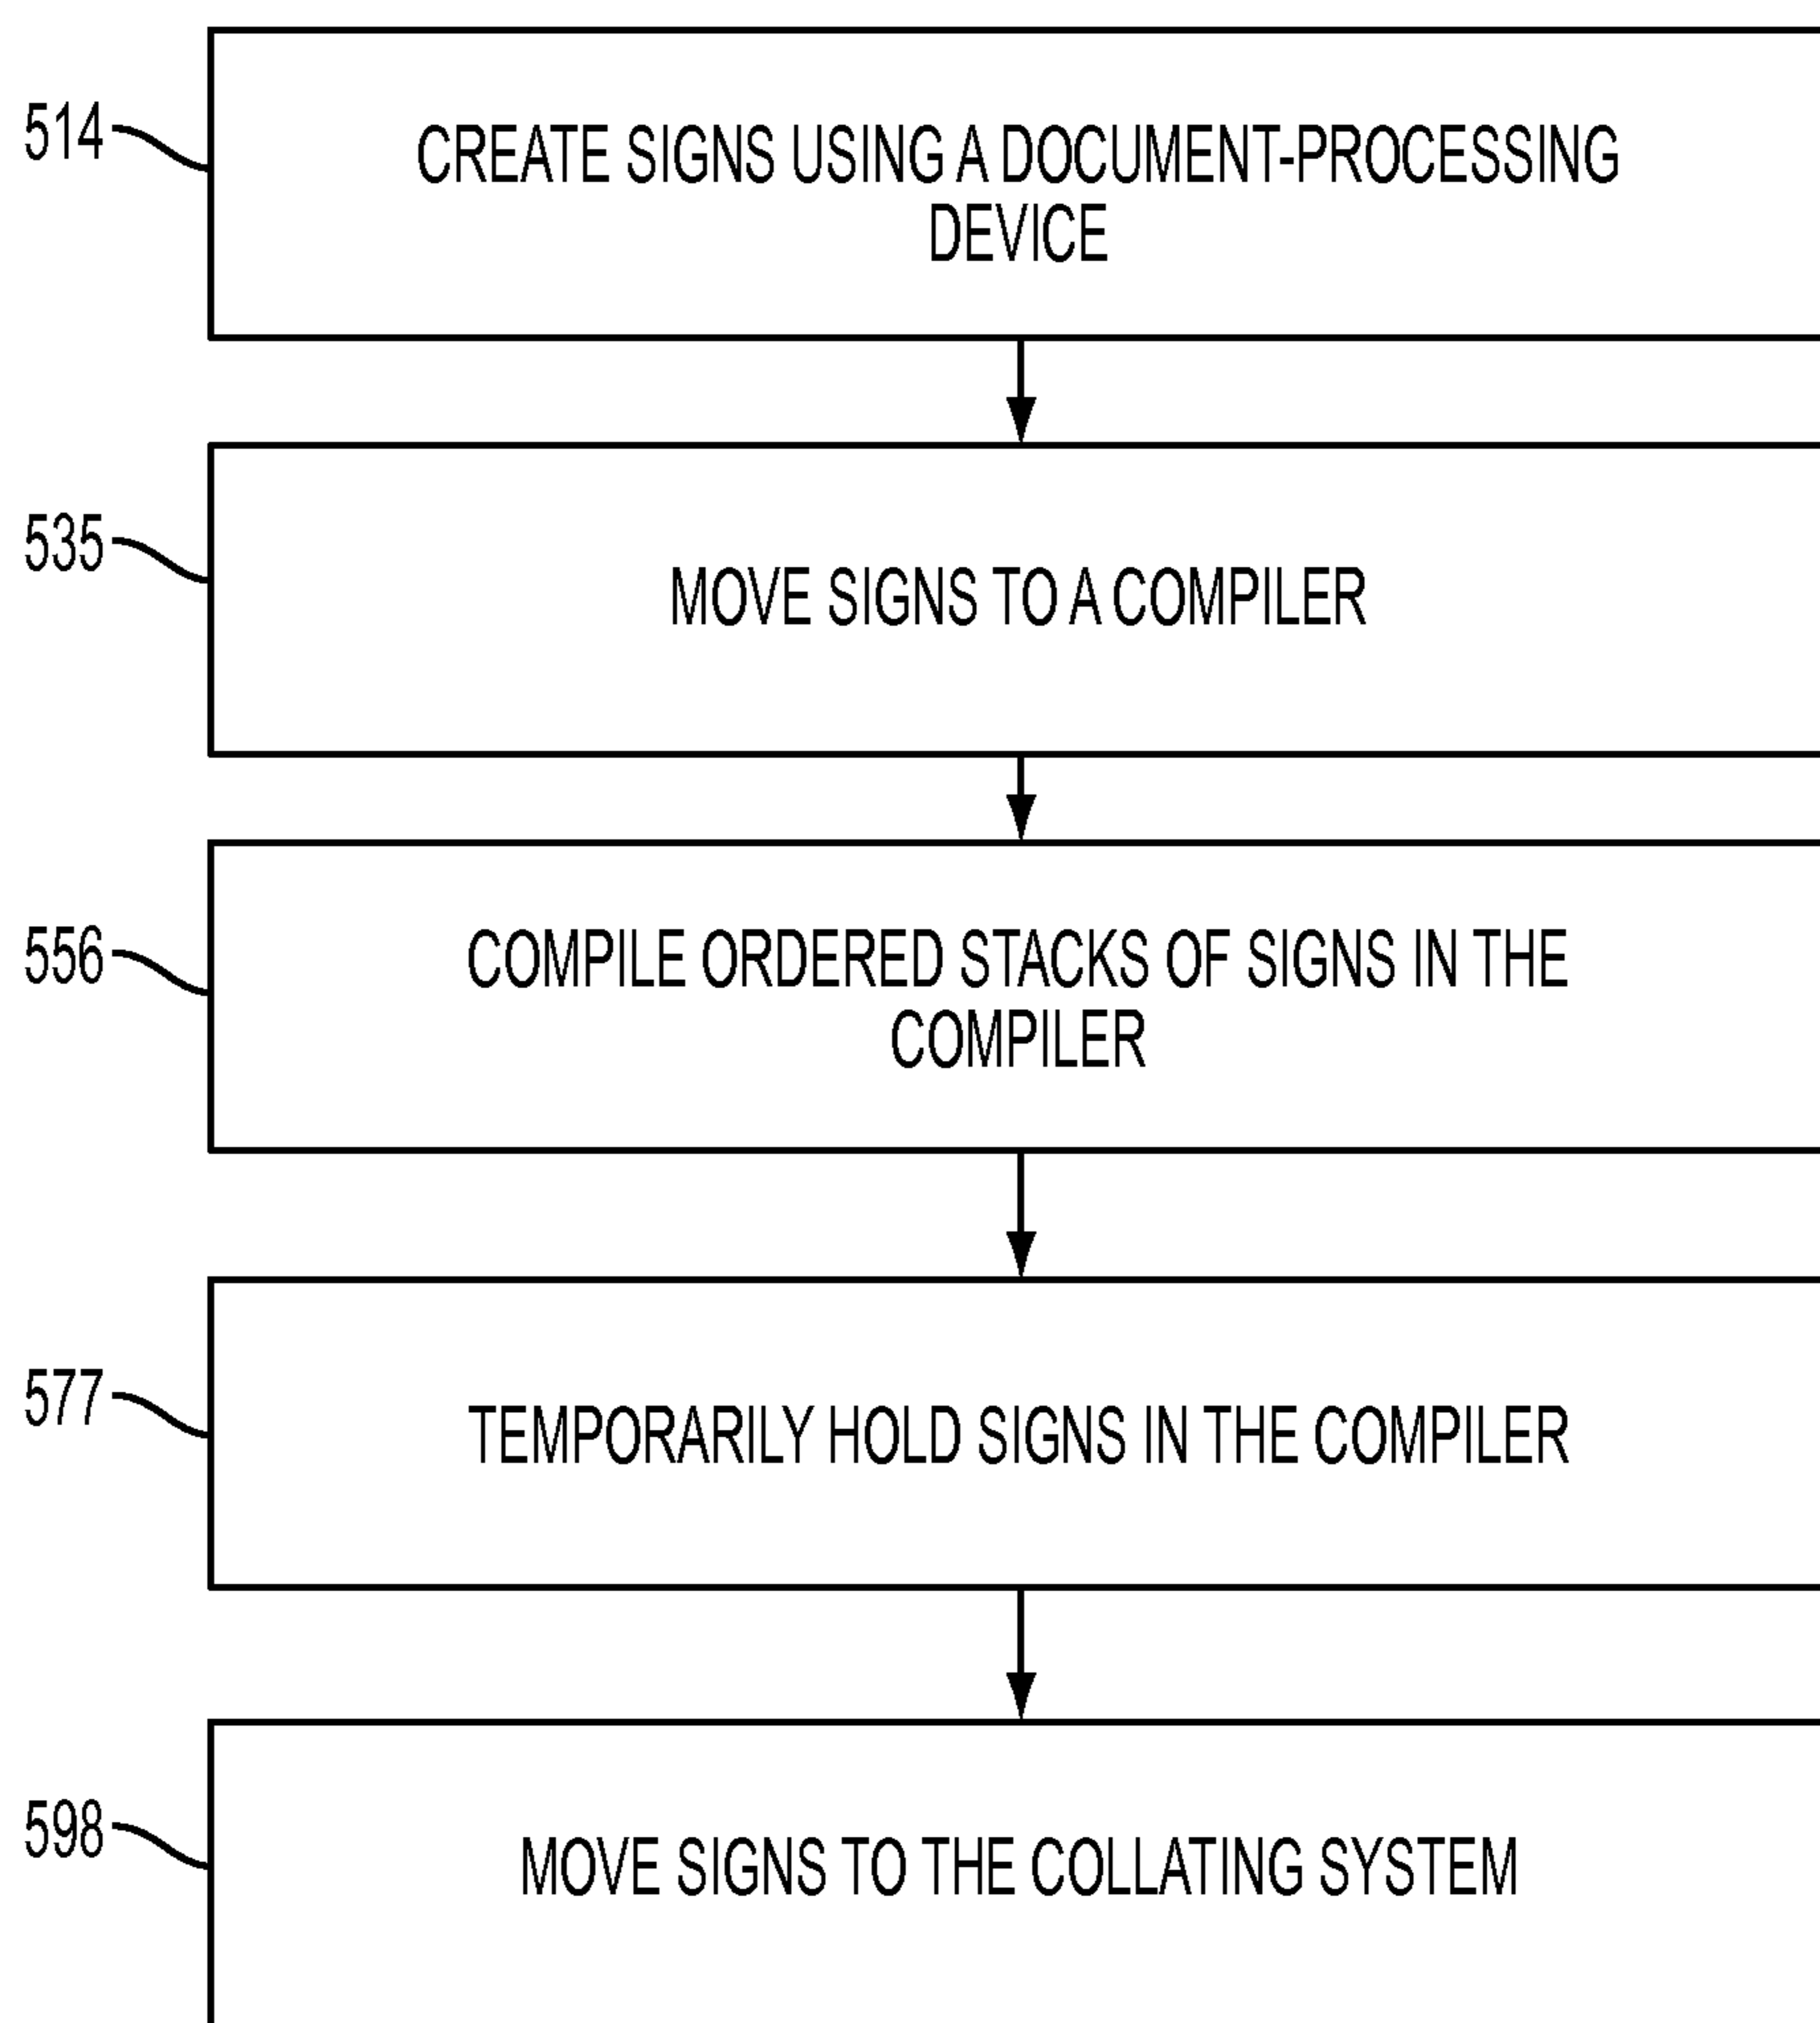 514
CREATE SIGNS USING A DOCUMENT-PROCESSING
DEVICE
535
MOVE SIGNS TO A COMPILER
556
COMPILE ORDERED STACKS OF SIGNS IN THE
COMPILER
577
TEMPORARILY HOLD SIGNS IN THE COMPILER
598
MOVE SIGNS TO THE COLLATING SYSTEM